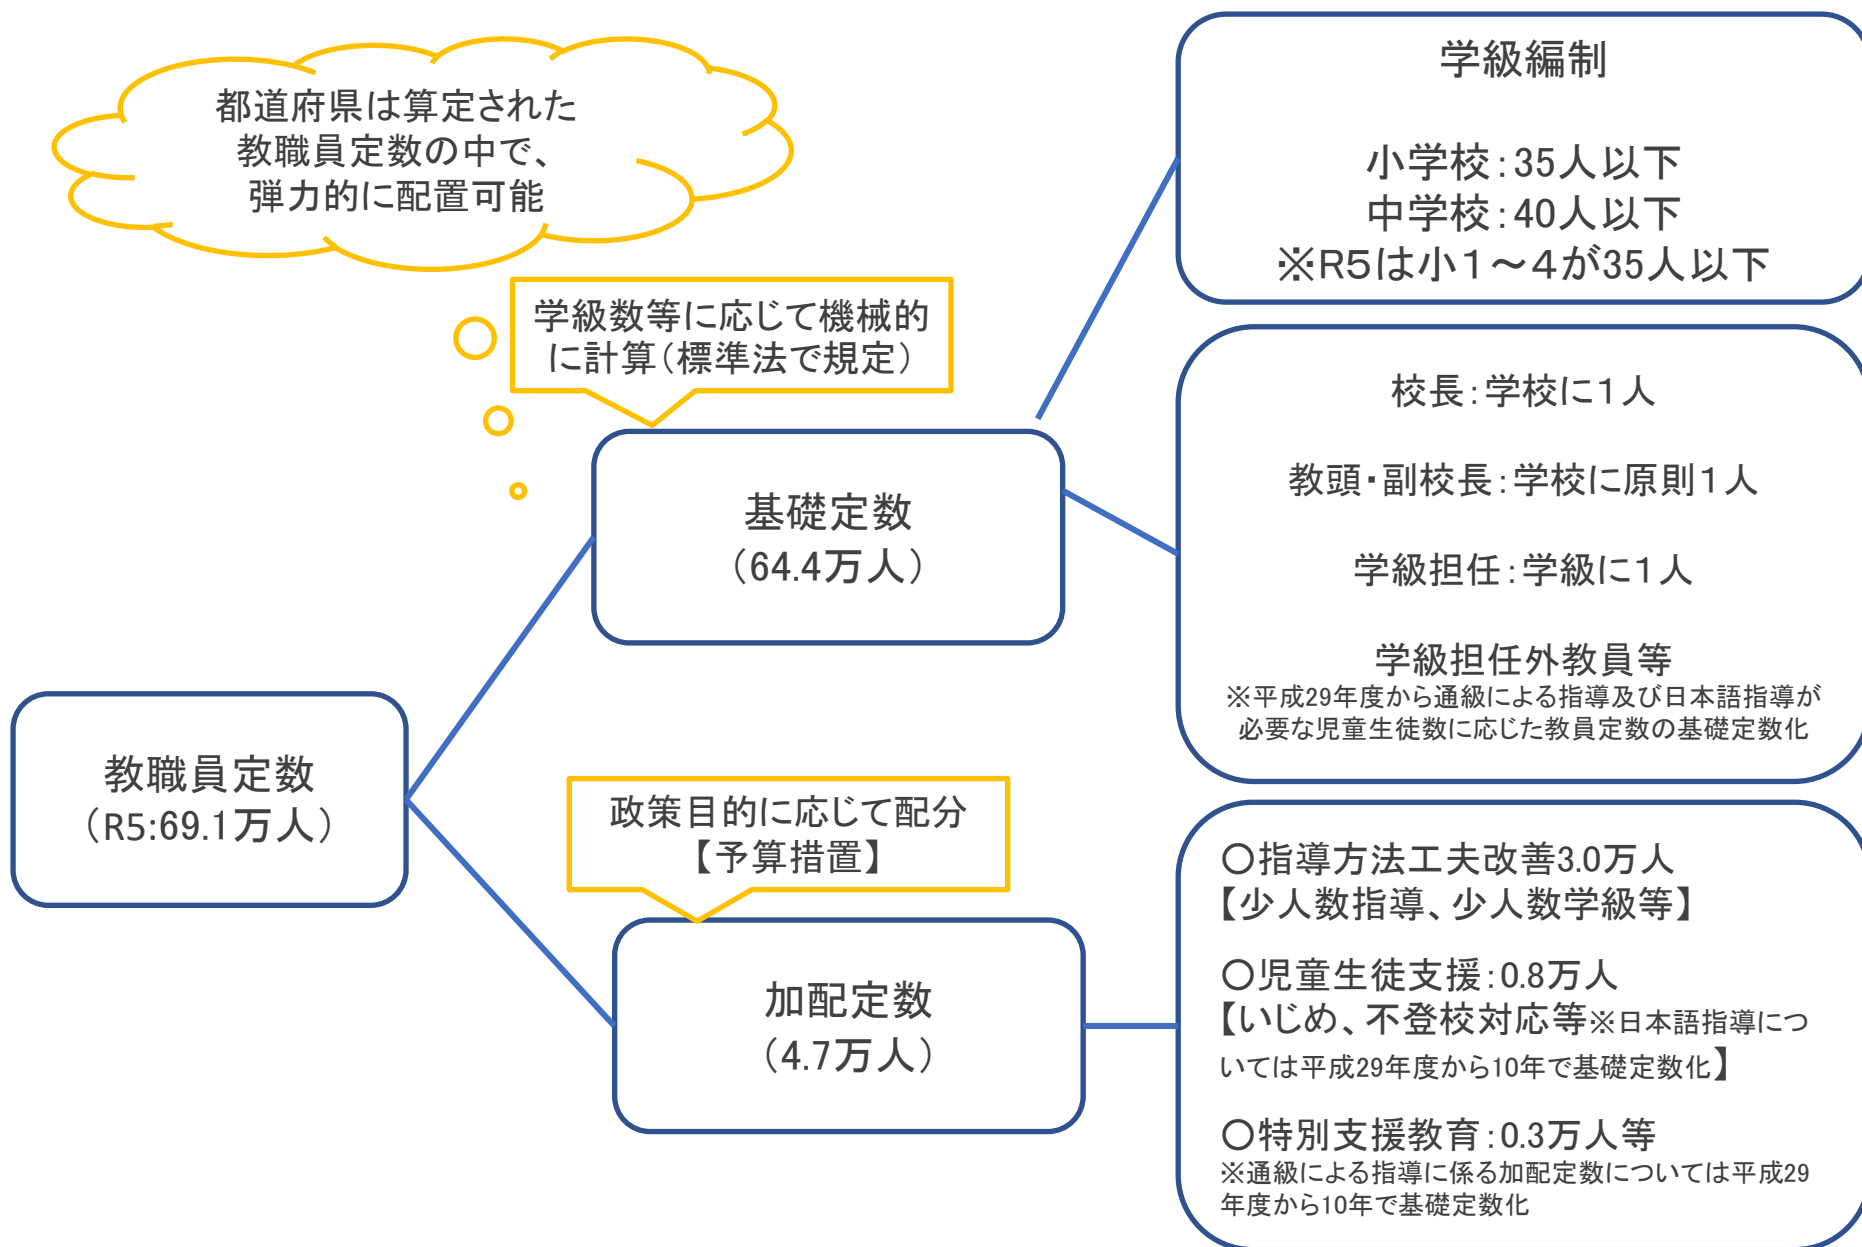 都道府県は算定された
教職員定数の中で、
弾力的に配置可能
学級数等に応じて機械的
に計算（標準法で規定）
基礎定数
（64.4万人）
教職員定数
（R5:69.1万人）
政策目的に応じて配分
【予算措置】
加配定数
（4.7万人）
学級編制
小学校：35人以下
中学校：40人以下
※R5は小１～４が35人以下
校長：学校に１人
教頭・副校長：学校に原則１人
学級担任：学級に１人
学級担任外教員等
※平成29年度から通級による指導及び日本語指導が
必要な児童生徒数に応じた教員定数の基礎定数化
〇指導方法工夫改善3.0万人
【少人数指導、少人数学級等】
〇児童生徒支援：0.8万人
【いじめ、不登校対応等※日本語指導につ
いては平成29年度から10年で基礎定数化】
〇特別支援教育：0.3万人等
※通級による指導に係る加配定数については平成29
年度から10年で基礎定数化